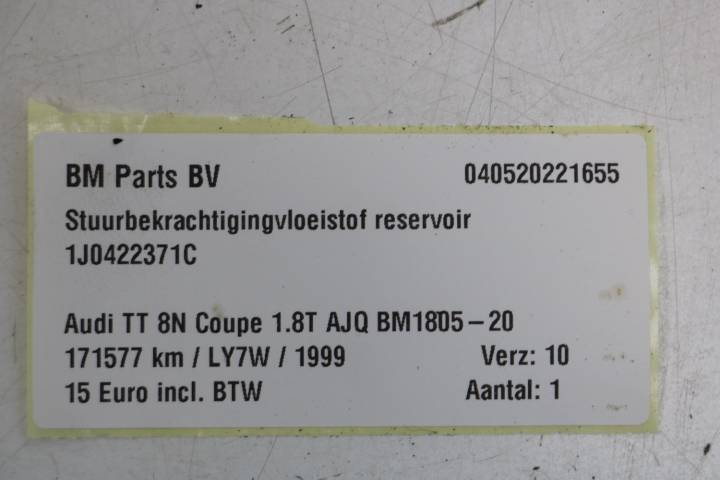 BM Parts BV 040520221655
Stuurbekrachtigingvloeistof reservoir
1J0422371C
Audi TT 8N Coupe 1.8T AJQ BM1805-20
171577 km / LY7W / 1999 Verz: 10
15 Euro incl. BTW Aantal: 1